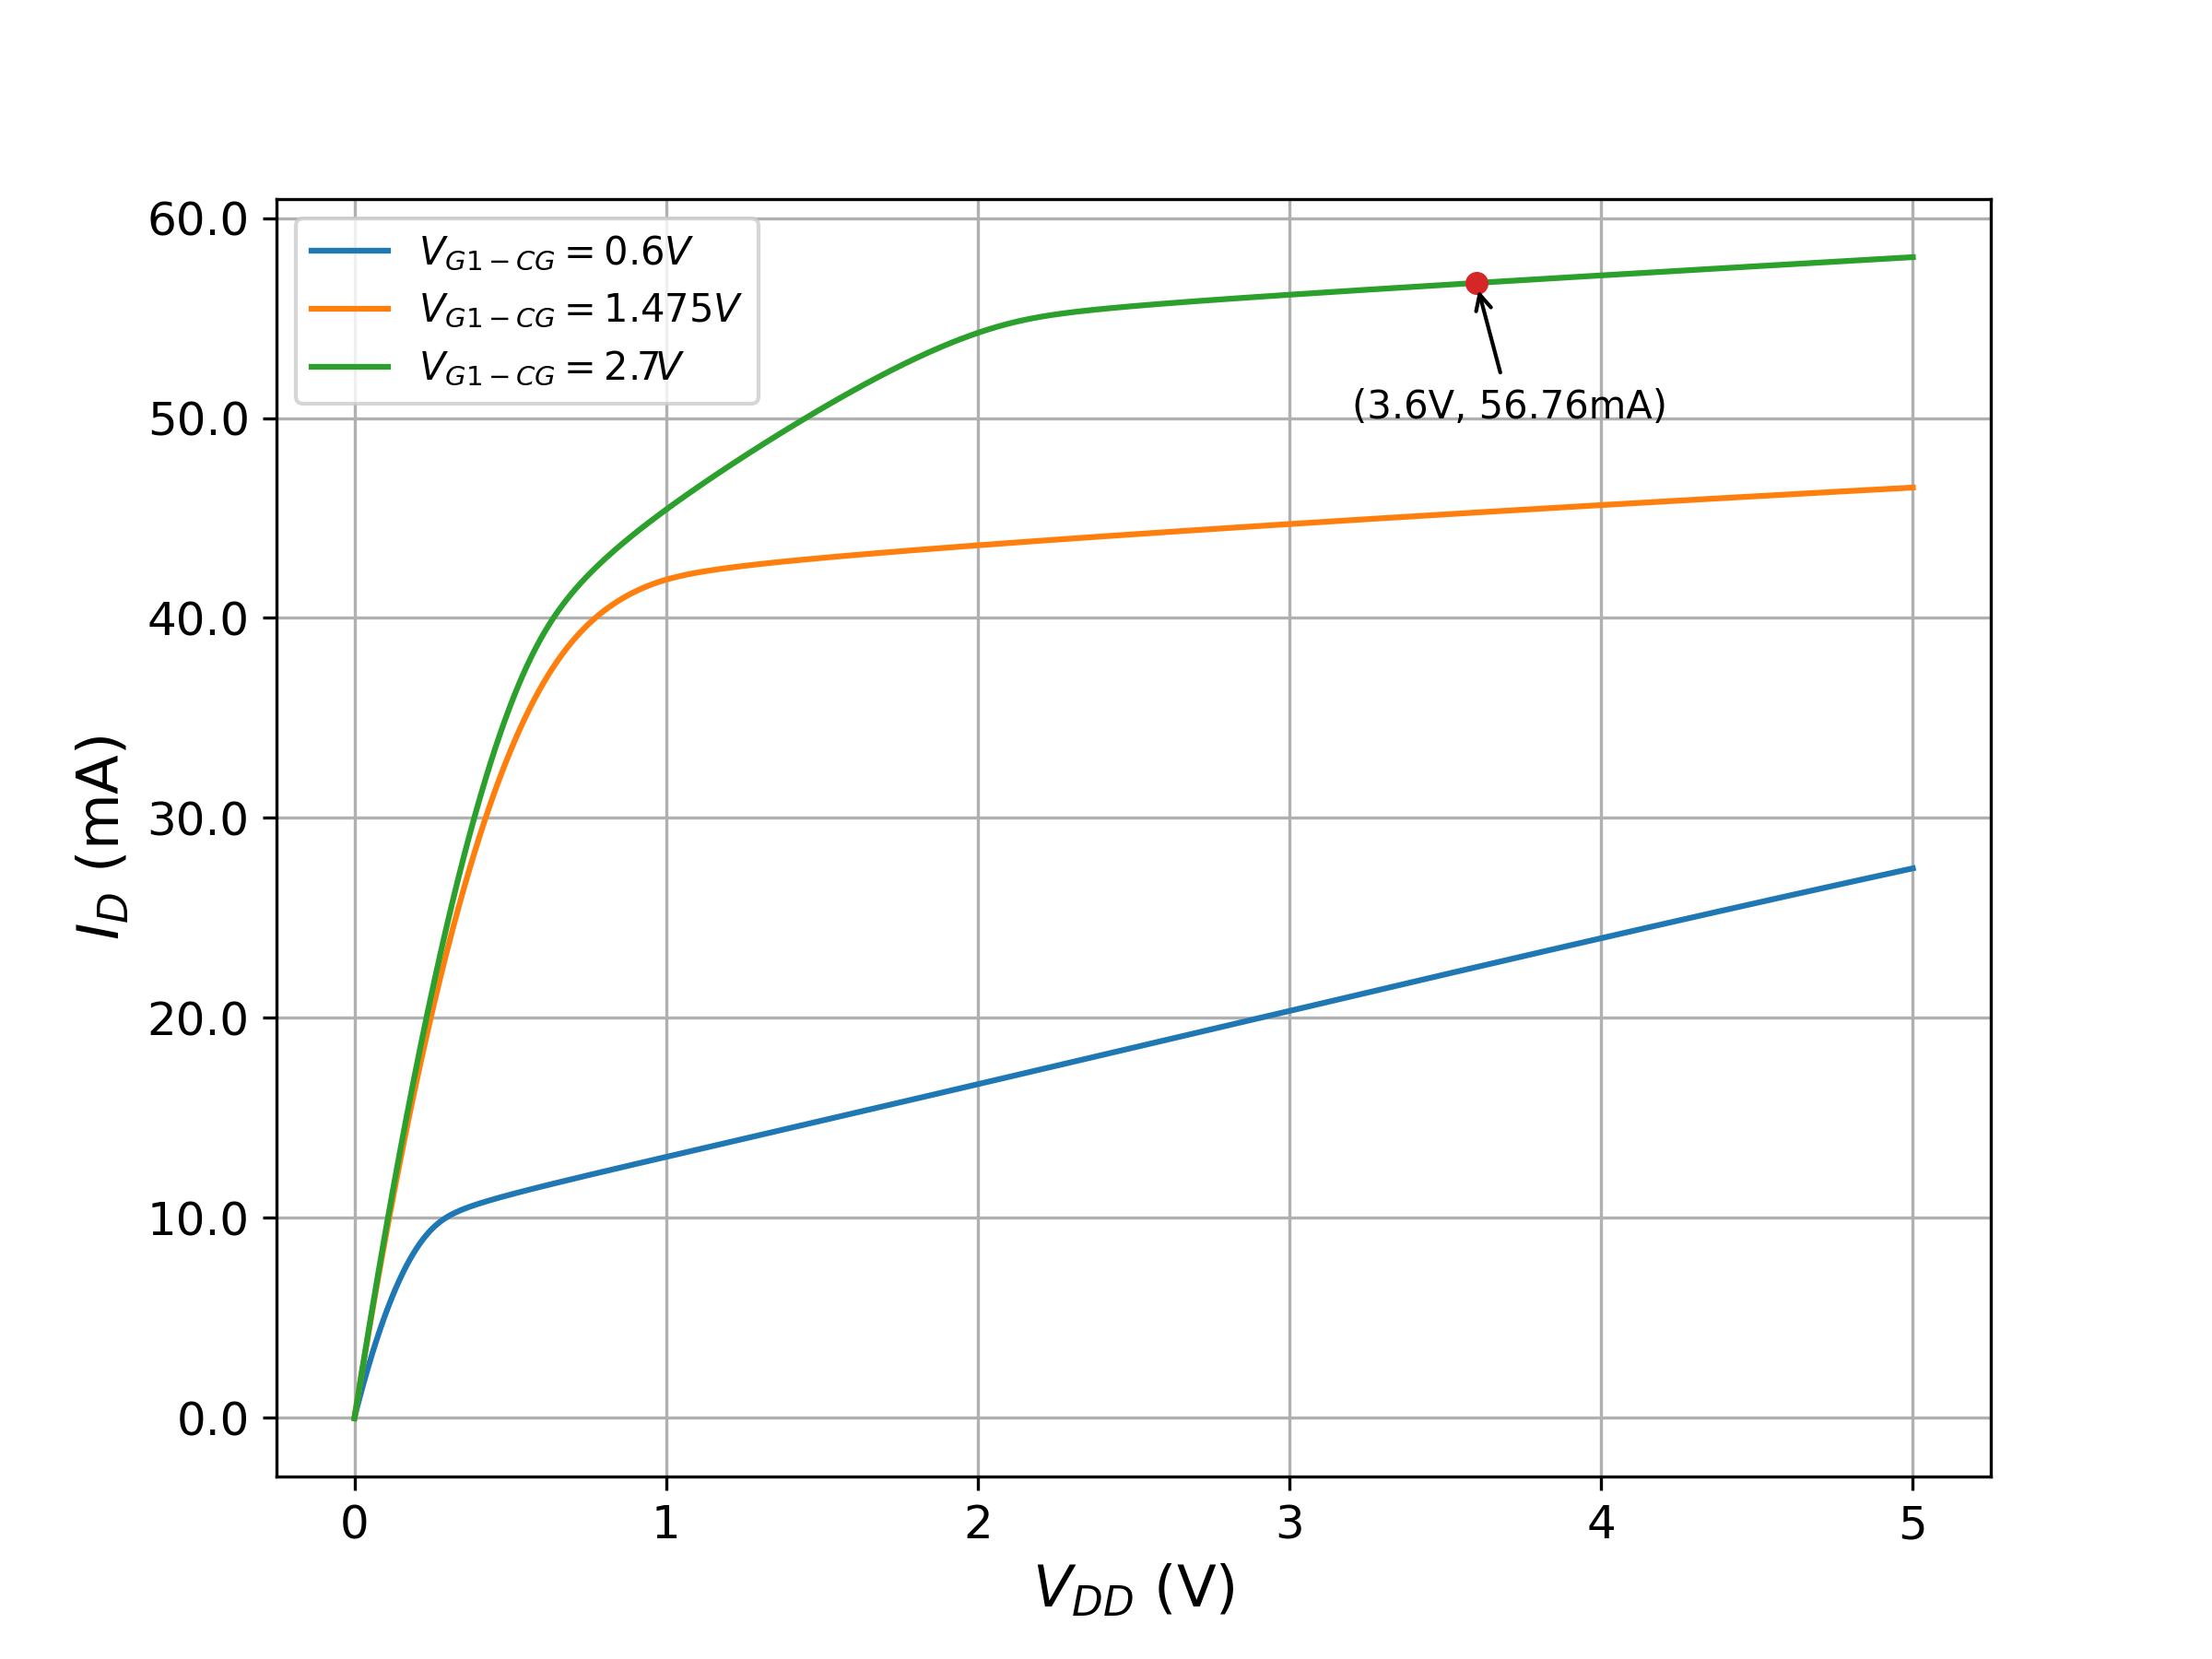 60.0
50.0
40.0
30.0
20.0
10.0
0.0
I_D (mA)
V_{G1-CG} = 0.6V
V_{G1-CG} = 1.475V
V_{G1-CG} = 2.7V
(3.6V, 56.76mA)
0 1 2 3 4 5
V_{DD} (V)